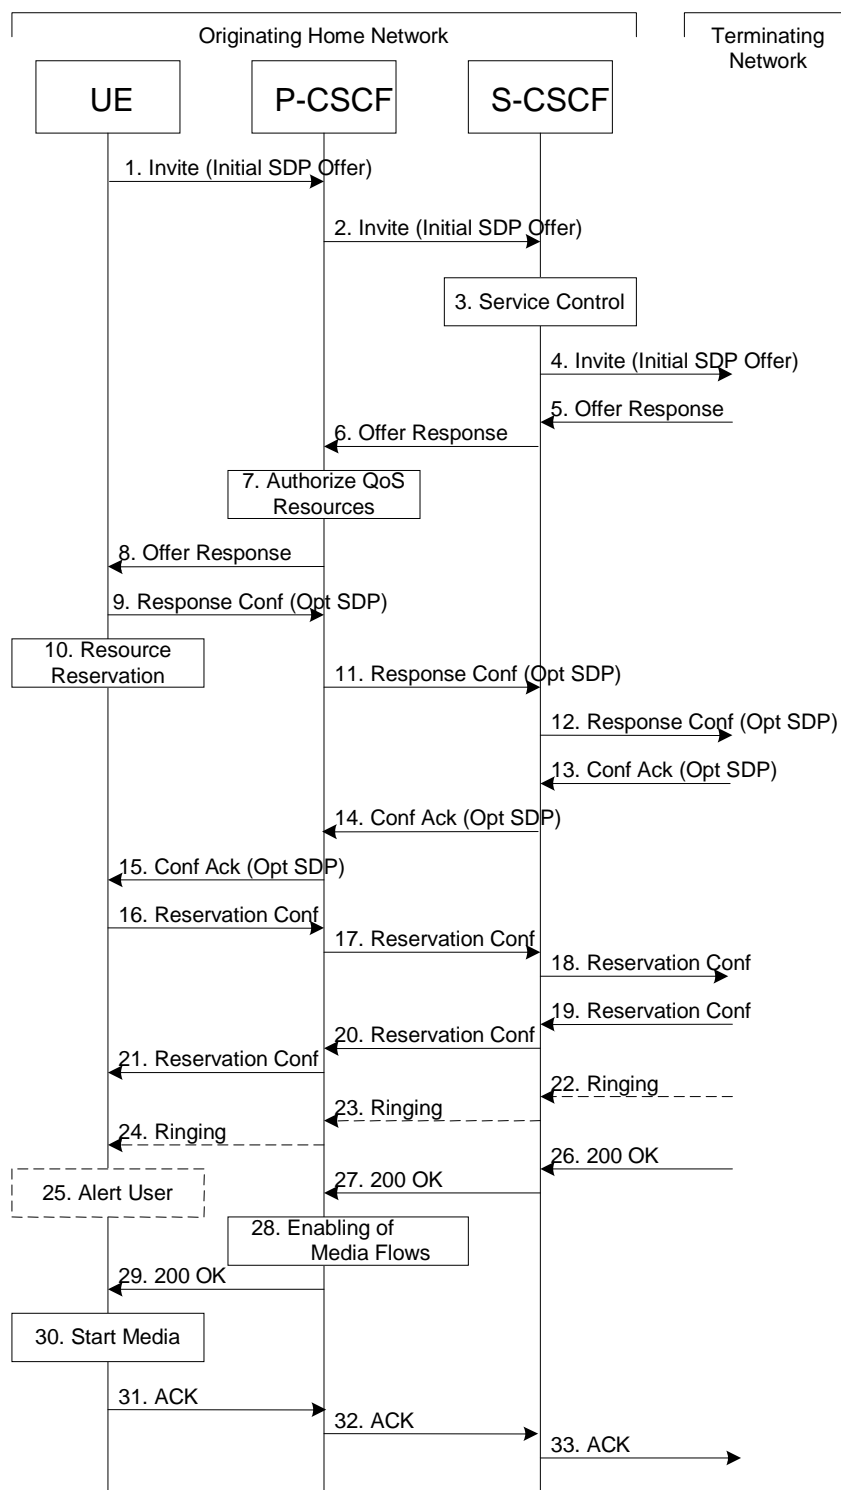 Originating Home Network
Terminating
Network
UE
P-CSCF
S-CSCF
1. Invite (Initial SDP Offer)
2. Invite (Initial SDP Offer)
3. Service Control
4. Invite (Initial SDP Offer)
5. Offer Response
6. Offer Response
7. Authorize QoS
Resources
8. Offer Response
9. Response Conf (Opt SDP)
10. Resource
Reservation
11. Response Conf (Opt SDP)
12. Response Conf (Opt SDP)
13. Conf Ack (Opt SDP)
14. Conf Ack (Opt SDP)
15. Conf Ack (Opt SDP)
16. Reservation Conf
17. Reservation Conf
18. Reservation Conf
19. Reservation Conf
20. Reservation Conf
21. Reservation Conf
22. Ringing
23. Ringing
24. Ringing
25. Alert User
26. 200 OK
27. 200 OK
28. Enabling of
Media Flows
29. 200 OK
30. Start Media
31. ACK
32. ACK
33. ACK